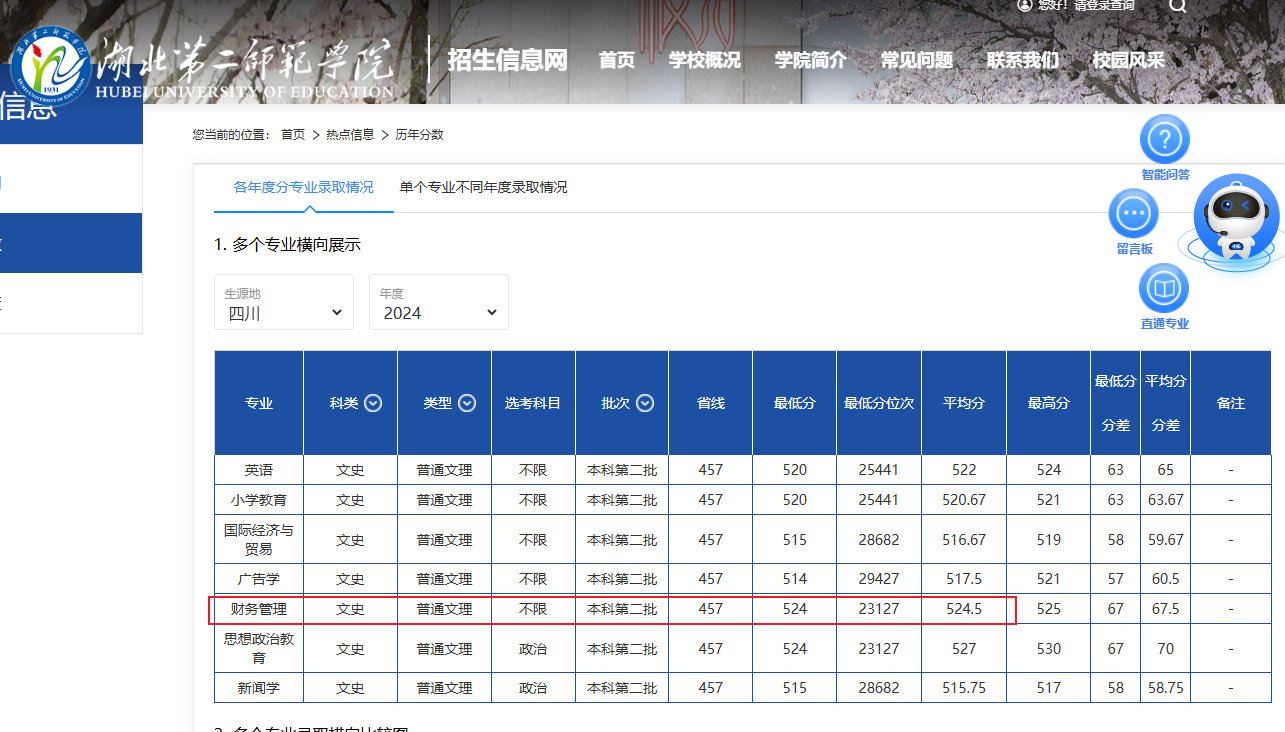 您好！请登录查询
湖北第二师范学院
HUBEI UNIVERSITY OF EDUCATION
1931
招生信息网 首页 学校概况 学院简介 常见问题 联系我们 校园风采
信息
您当前的位置： 首页 > 热点信息 > 历年分数
智能问答
留言板
直通专业
各年度分专业录取情况 单个专业不同年度录取情况
1. 多个专业横向展示
生源地 年度
四川 2024
专业 科类 类型 选考科目 批次 省线 最低分 最低分位次 平均分 最高分 最低分分差 平均分分差 备注
英语 文史 普通文理 不限 本科第二批 457 520 25441 522 524 63 65 -
小学教育 文史 普通文理 不限 本科第二批 457 520 25441 520.67 521 63 63.67 -
国际经济与
贸易 文史 普通文理 不限 本科第二批 457 515 28682 516.67 519 58 59.67 -
广告学 文史 普通文理 不限 本科第二批 457 514 29427 517.5 521 57 60.5 -
财务管理 文史 普通文理 不限 本科第二批 457 524 23127 524.5 525 67 67.5 -
思想政治教
育 文史 普通文理 政治 本科第二批 457 524 23127 527 530 67 70 -
新闻学 文史 普通文理 政治 本科第二批 457 515 28682 515.75 517 58 58.75 -
2. 多个专业录取横向比较图